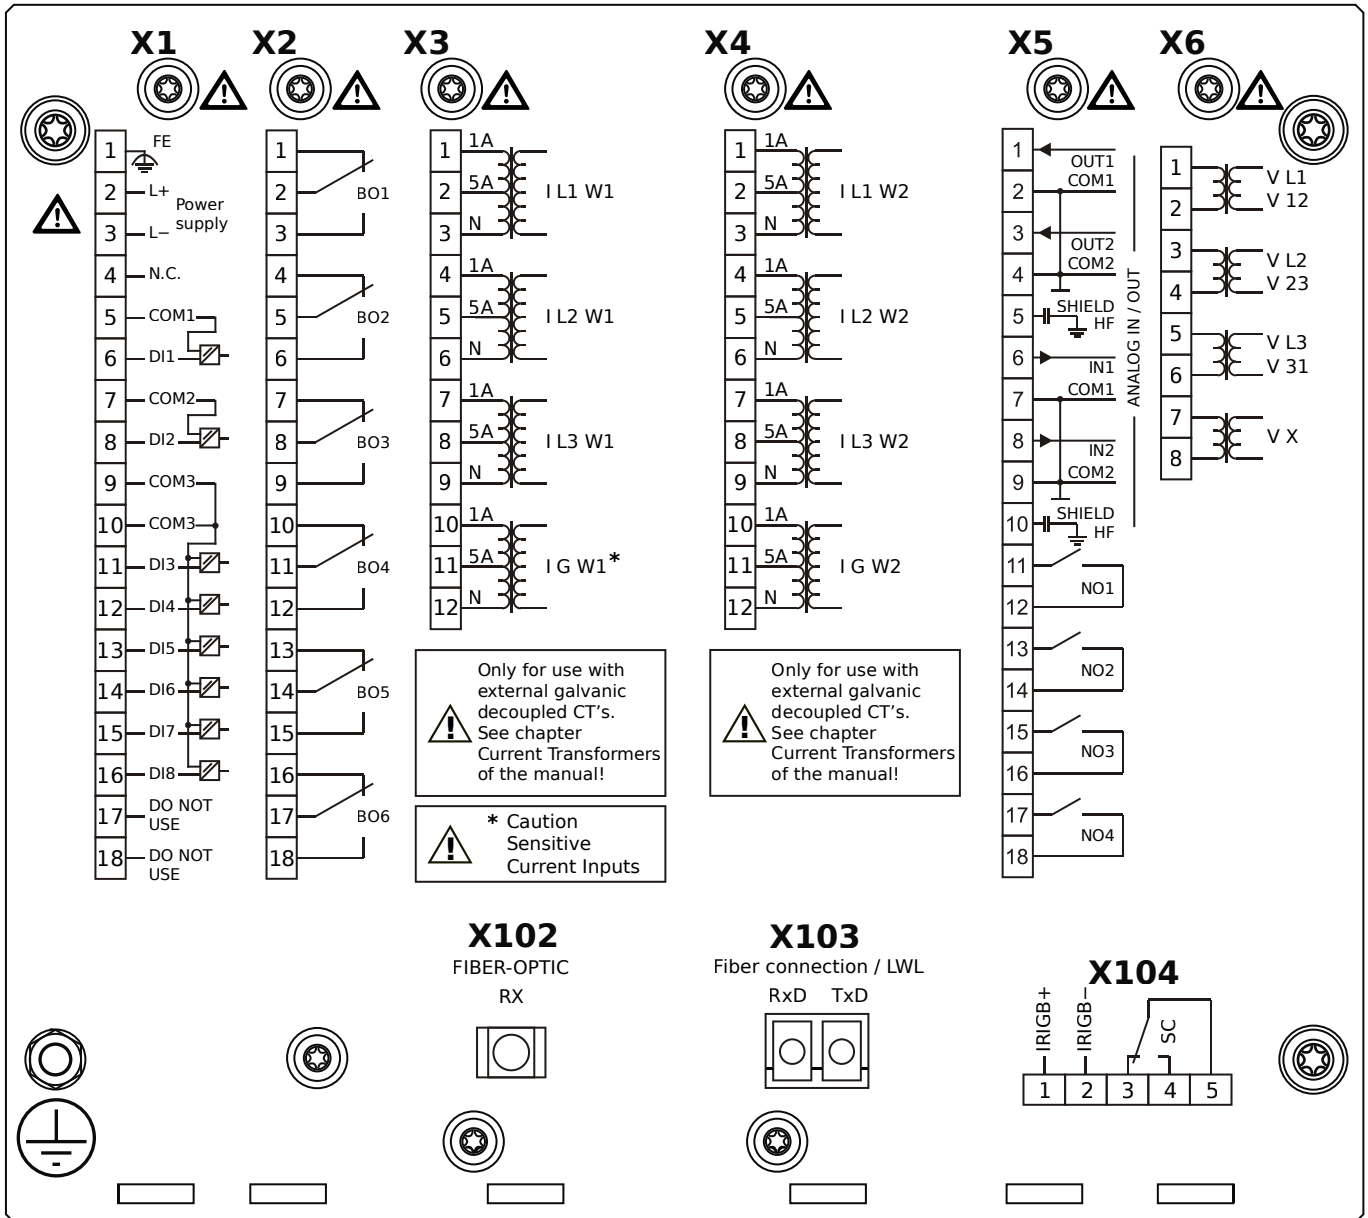 X1
X2
X3
X4
X5
X6
1 FE
2 L+
Power
supply
3 L−
4 N.C.
5 COM1
6 DI1
7 COM2
8 DI2
9 COM3
10 COM3
11 DI3
12 DI4
13 DI5
14 DI6
15 DI7
16 DI8
17 DO NOT
USE
18 DO NOT
USE
1
2 BO1
3
4
5 BO2
6
7
8 BO3
9
10
11 BO4
12
13
14 BO5
15
16
17 BO6
18
1 1A
2 5A I L1 W1
3 N
4 1A
5 5A I L2 W1
6 N
7 1A
8 5A I L3 W1
9 N
10 1A
11 5A I G W1*
12 N
Only for use with
external galvanic
decoupled CT's.
See chapter
Current Transformers
of the manual!
* Caution
Sensitive
Current Inputs
1 1A
2 5A I L1 W2
3 N
4 1A
5 5A I L2 W2
6 N
7 1A
8 5A I L3 W2
9 N
10 1A
11 5A I G W2
12 N
Only for use with
external galvanic
decoupled CT's.
See chapter
Current Transformers
of the manual!
1
OUT1
2 COM1
3
OUT2
4 COM2
5 SHIELD
HF
6
IN1
7 COM1
8
IN2
9 COM2
10 SHIELD
HF
ANALOG IN / OUT
11
NO1
12
13
NO2
14
15
NO3
16
17
NO4
18
1 V L1
2 V 12
3 V L2
4 V 23
5 V L3
6 V 31
7
V X
8
X102
FIBER-OPTIC
RX
X103
Fiber connection / LWL
RxD TxD
X104
IRIGB+
IRIGB−
SC
1 2 3 4 5